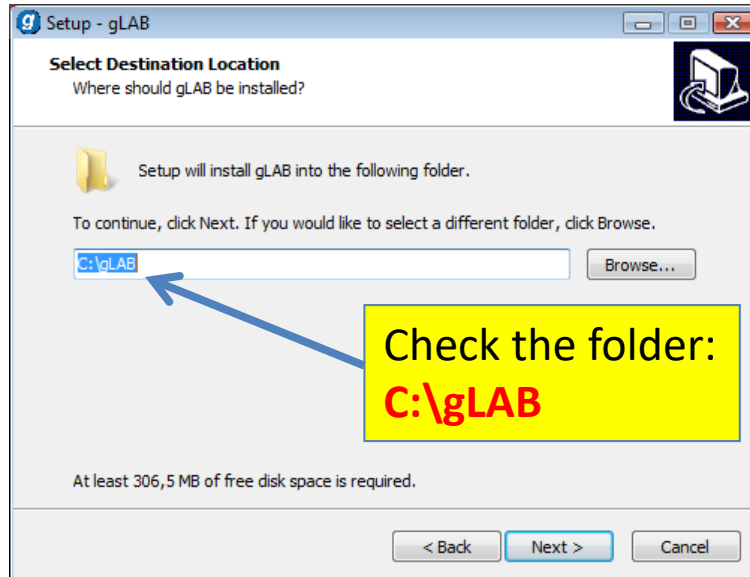 Setup - gLAB
Select Destination Location
Where should gLAB be installed?
Setup will install gLAB into the following folder.
To continue, click Next. If you would like to select a different folder, click Browse.
C:\gLAB
Browse...
Check the folder:
C:\gLAB
At least 306,5 MB of free disk space is required.
< Back
Next >
Cancel